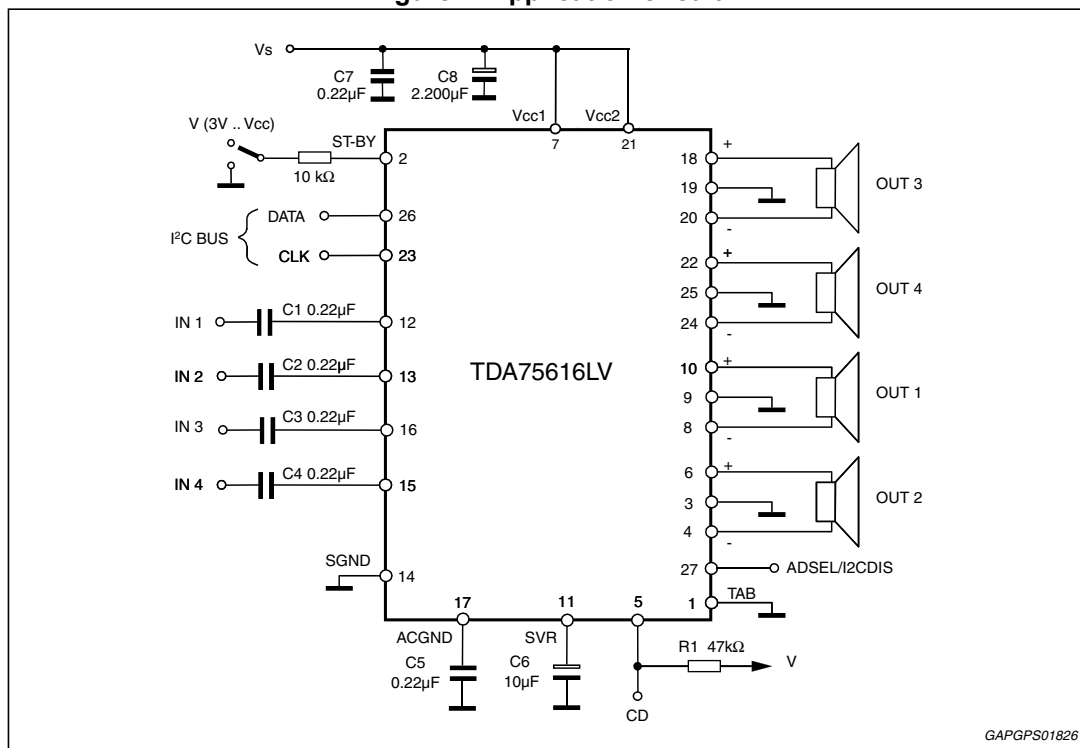 Vs
C7
0.22µF
C8
2.200µF
Vcc1
Vcc2
7
21
V (3V .. Vcc)
ST-BY
2
10 kΩ
I²C BUS
DATA
26
CLK
23
IN 1
C1 0.22µF
12
IN 2
C2 0.22µF
13
IN 3
C3 0.22µF
16
IN 4
C4 0.22µF
15
SGND
14
TDA75616LV
18
+
19
20
-
OUT 3
22
+
25
24
-
OUT 4
10
+
9
8
-
OUT 1
6
+
3
4
-
OUT 2
27
ADSEL/I2CDIS
1
TAB
17
11
5
ACGND
SVR
C5
0.22µF
C6
10µF
R1 47kΩ
V
CD
GAPGPS01826